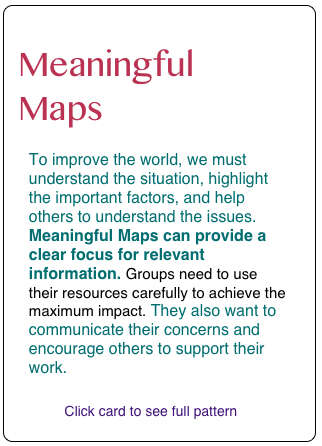 Meaningful
Maps
To improve the world, we must
understand the situation, highlight
the important factors, and help
others to understand the issues.
Meaningful Maps can provide a
clear focus for relevant
information. Groups need to use
their resources carefully to achieve the
maximum impact. They also want to
communicate their concerns and
encourage others to support their
work.
Click card to see full pattern